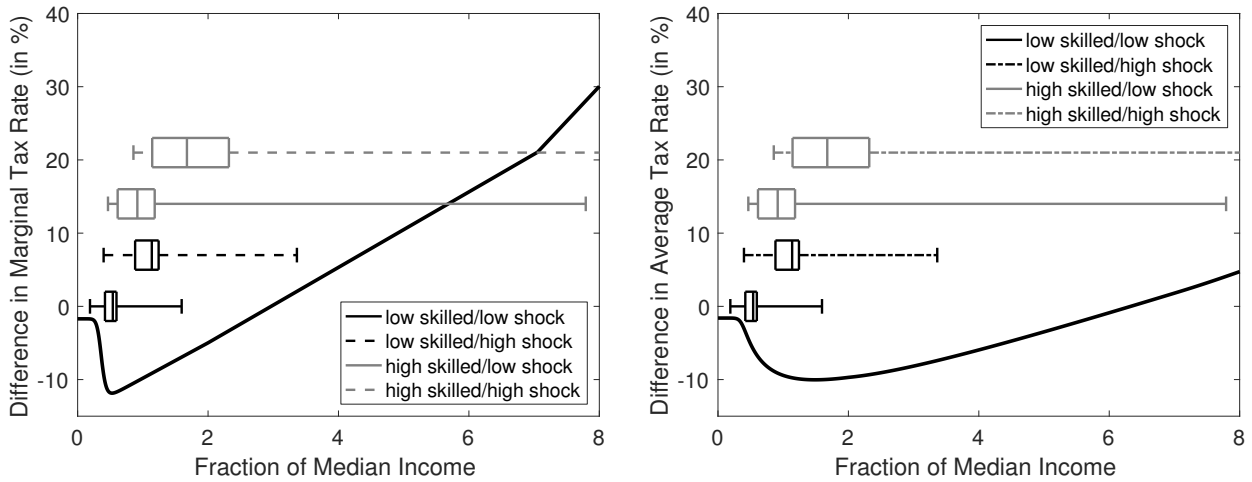 Difference in Marginal Tax Rate (in %)
40
30
20
10
0
-10
low skilled/low shock
low skilled/high shock
high skilled/low shock
high skilled/high shock
0
2
4
6
8
Fraction of Median Income
Difference in Average Tax Rate (in %)
40
30
20
10
0
-10
low skilled/low shock
low skilled/high shock
high skilled/low shock
high skilled/high shock
0
2
4
6
8
Fraction of Median Income